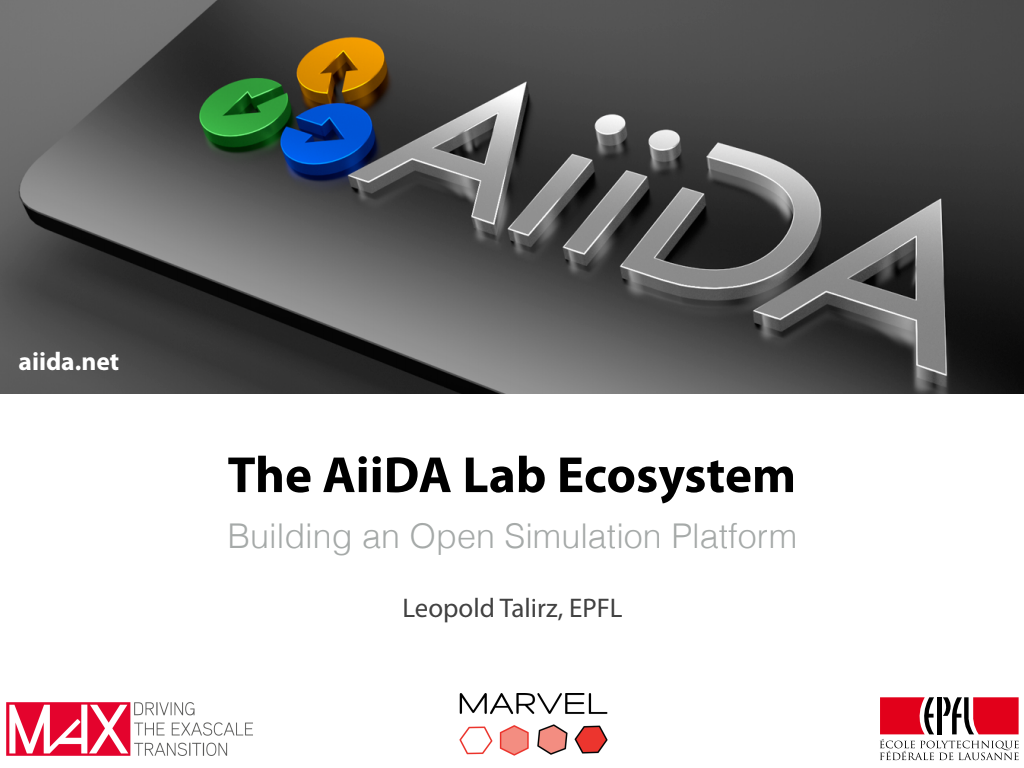 AiiDA
aiida.net
The AiiDA Lab Ecosystem
Building an Open Simulation Platform
Leopold Talirz, EPFL
MAX
DRIVING
THE EXASCALE
TRANSITION
MARVEL
EPFL
ÉCOLE POLYTECHNIQUE
FÉDÉRALE DE LAUSANNE